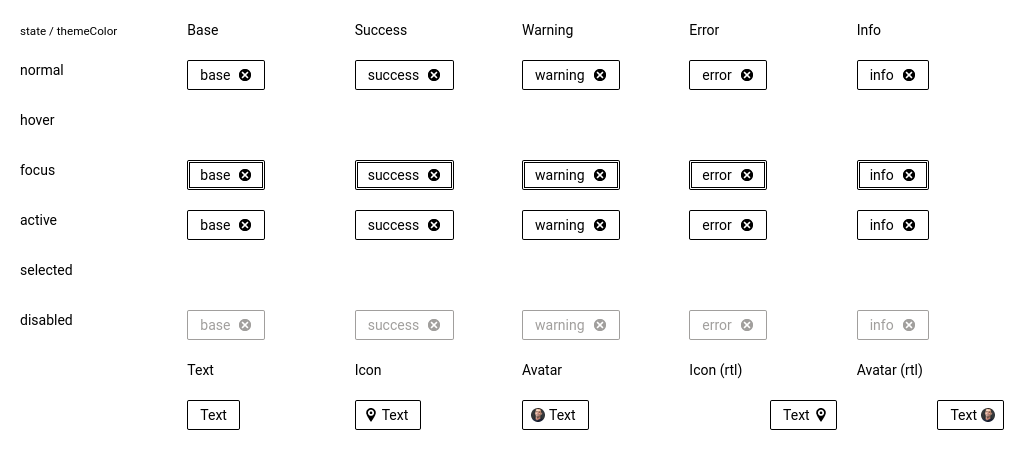 state / themeColor Base Success Warning Error Info
normal base success warning error info
hover
focus base success warning error info
active base success warning error info
selected
disabled base success warning error info
Text Icon Avatar Icon (rtl) Avatar (rtl)
Text Text Text Text Text